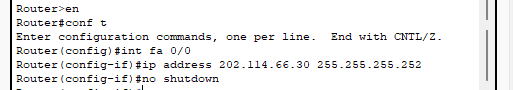 Router>en
Router#conf t
Enter configuration commands, one per line.  End with CNTL/Z.
Router(config)#int fa 0/0
Router(config-if)#ip address 202.114.66.30 255.255.255.252
Router(config-if)#no shutdown